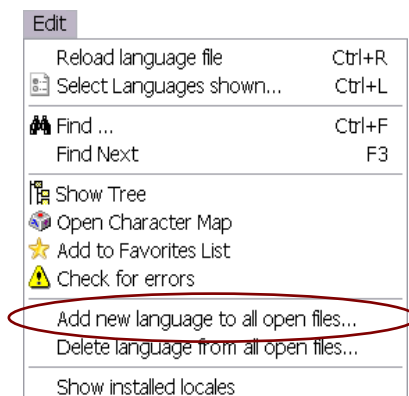 Edit
Reload language file Ctrl+R
Select Languages shown... Ctrl+L
Find ... Ctrl+F
Find Next F3
Show Tree
Open Character Map
Add to Favorites List
Check for errors
Add new language to all open files...
Delete language from all open files...
Show installed locales